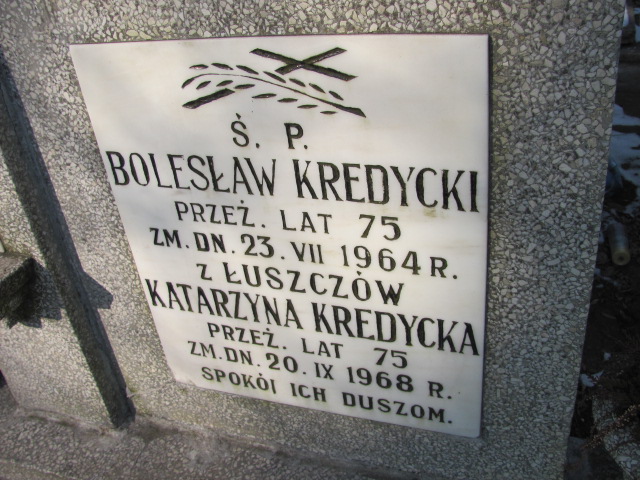 Ś. P.
BOLESŁAW KREDYCKI
PRZEŻ. LAT 75
ZM. DN. 23. VII 1964 R.
Z ŁUSZCZÓW
KATARZYNA KREDYCKA
PRZEŻ. LAT 75
ZM. DN. 20. IX 1968 R.
SPOKÓJ ICH DUSZOM.